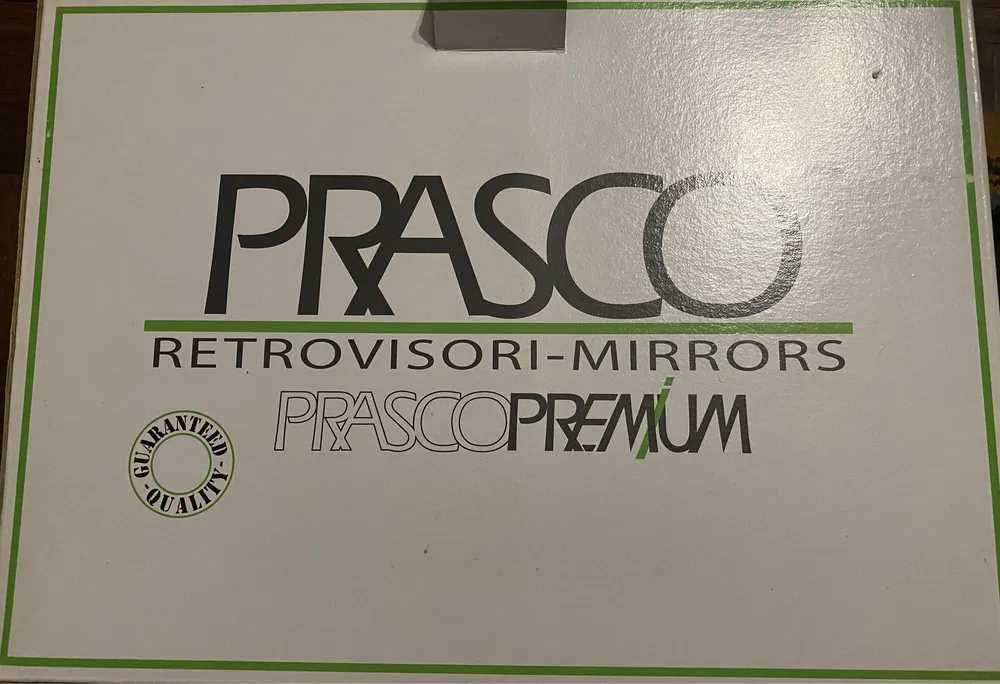 PRASCO
RETROVISORI-MIRRORS
PRASCOPREMiUM
GUARANTEED
-QUALITY-